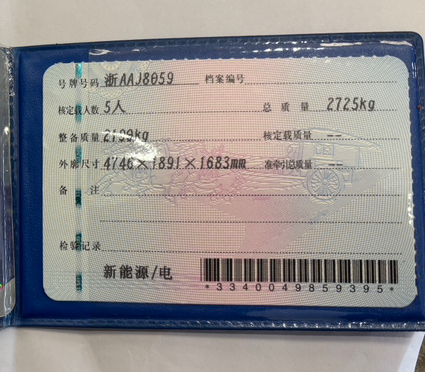 号牌号码 浙AAJ8059 档案编号
核定载人数 5人 总质量 2725kg
整备质量 2199kg 核定载质量 --
外廓尺寸 4746×1891×1683mm 准牵引总质量 --
备注
检验记录
新能源/电
*3340049859395*